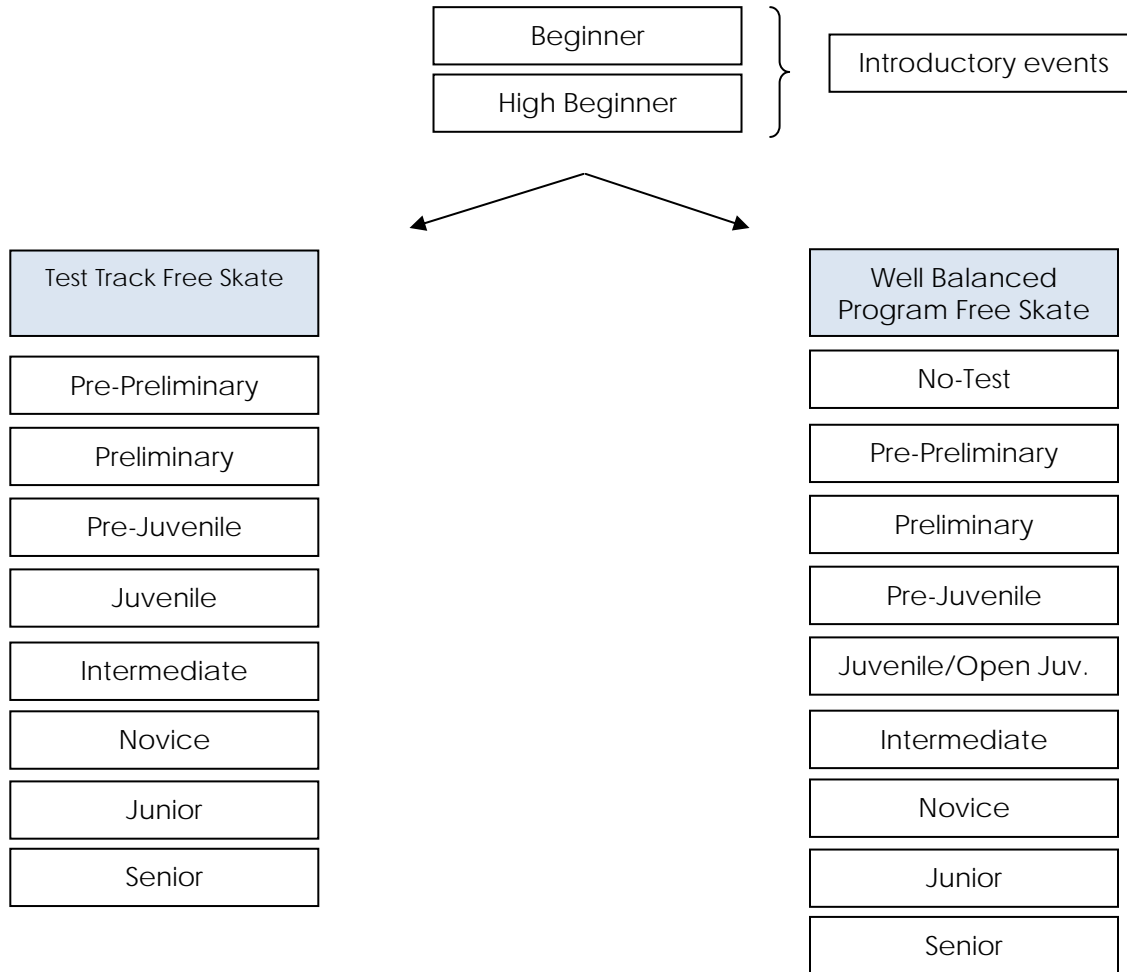 Beginner
High Beginner
Introductory events
Test Track Free Skate
Pre-Preliminary
Preliminary
Pre-Juvenile
Juvenile
Intermediate
Novice
Junior
Senior
Well Balanced
Program Free Skate
No-Test
Pre-Preliminary
Preliminary
Pre-Juvenile
Juvenile/Open Juv.
Intermediate
Novice
Junior
Senior